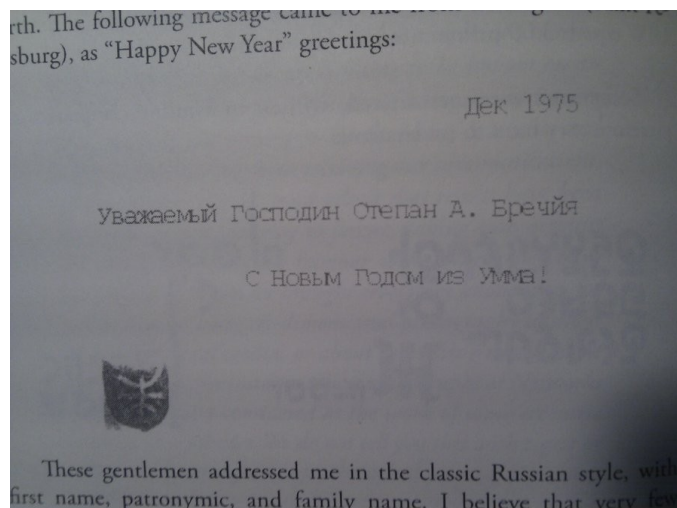 rth. The following message came to me from
sburg), as “Happy New Year” greetings:
Дек 1975
Уважаемый Господин Степан А. Бречйя
С Новым Годом из Умма!
These gentlemen addressed me in the classic Russian style, with
first name, patronymic, and family name. I believe that very few